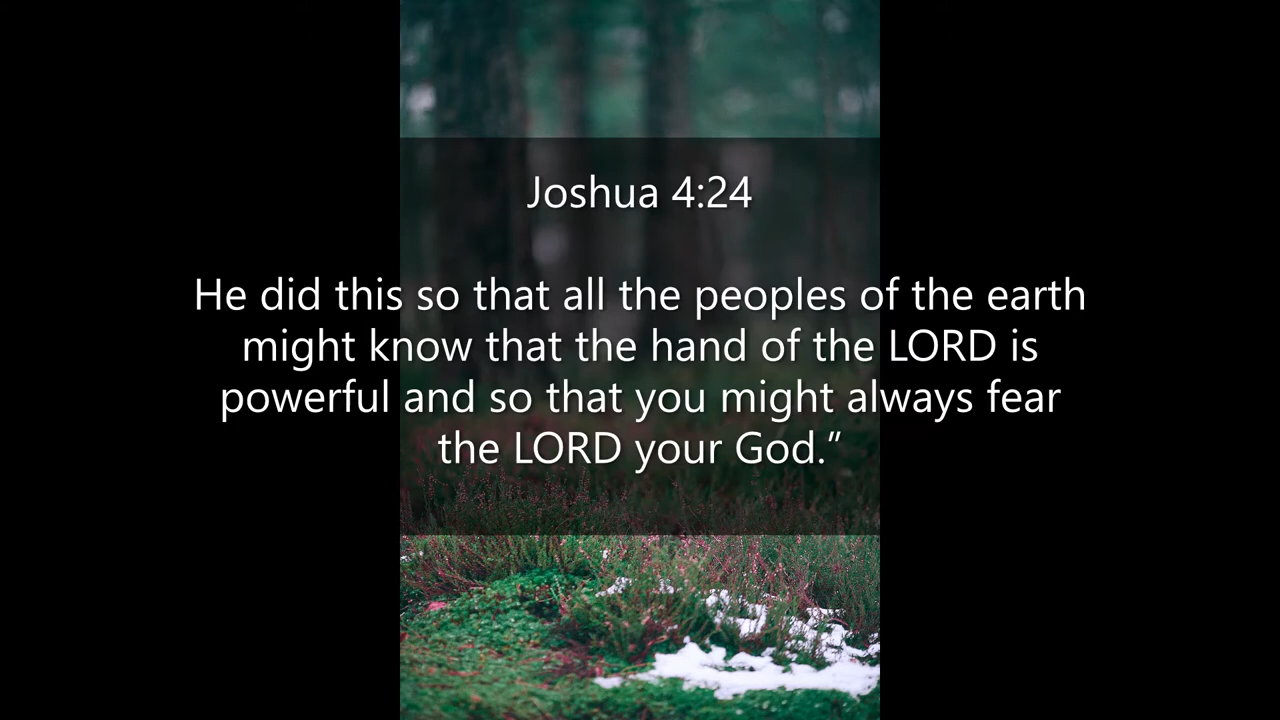 Joshua 4:24
He did this so that all the peoples of the earth
might know that the hand of the LORD is
powerful and so that you might always fear
the LORD your God.”